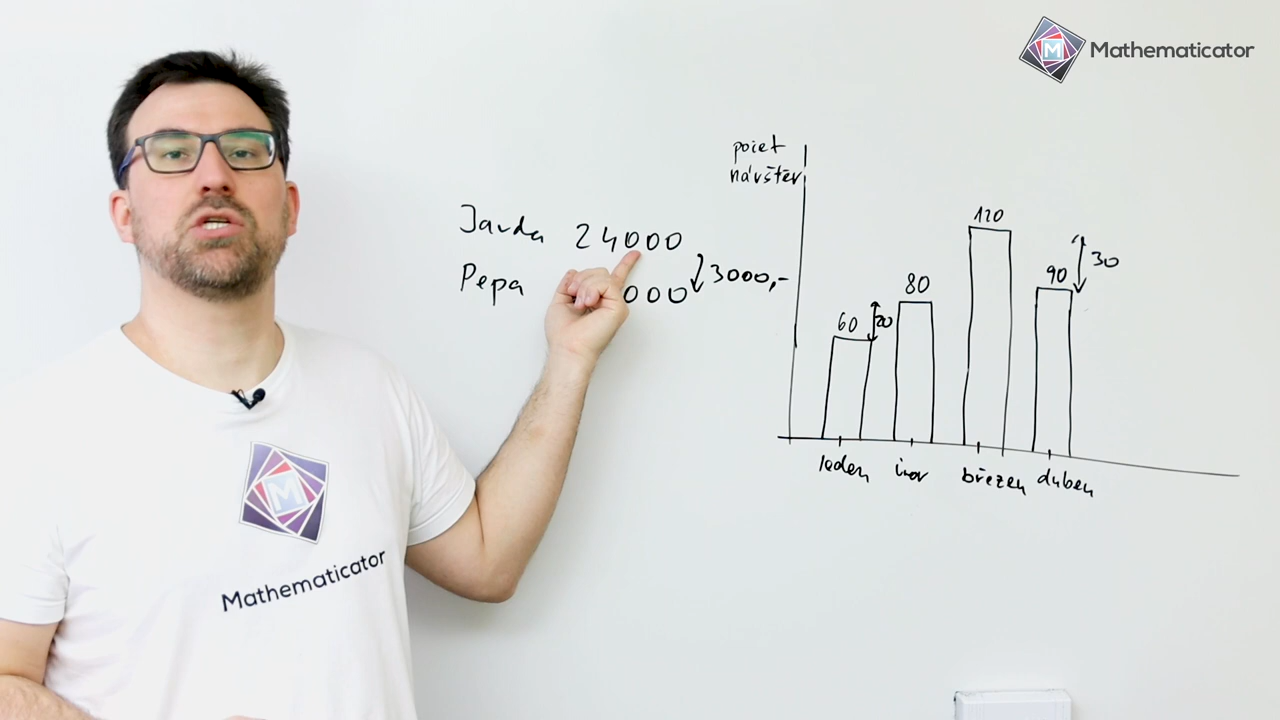 Mathematicator
Jarda 24000
Pepa 000
3000,-
počet
návštěv
60
20
80
120
90
30
leden
únor
březen
duben
M
Mathematicator